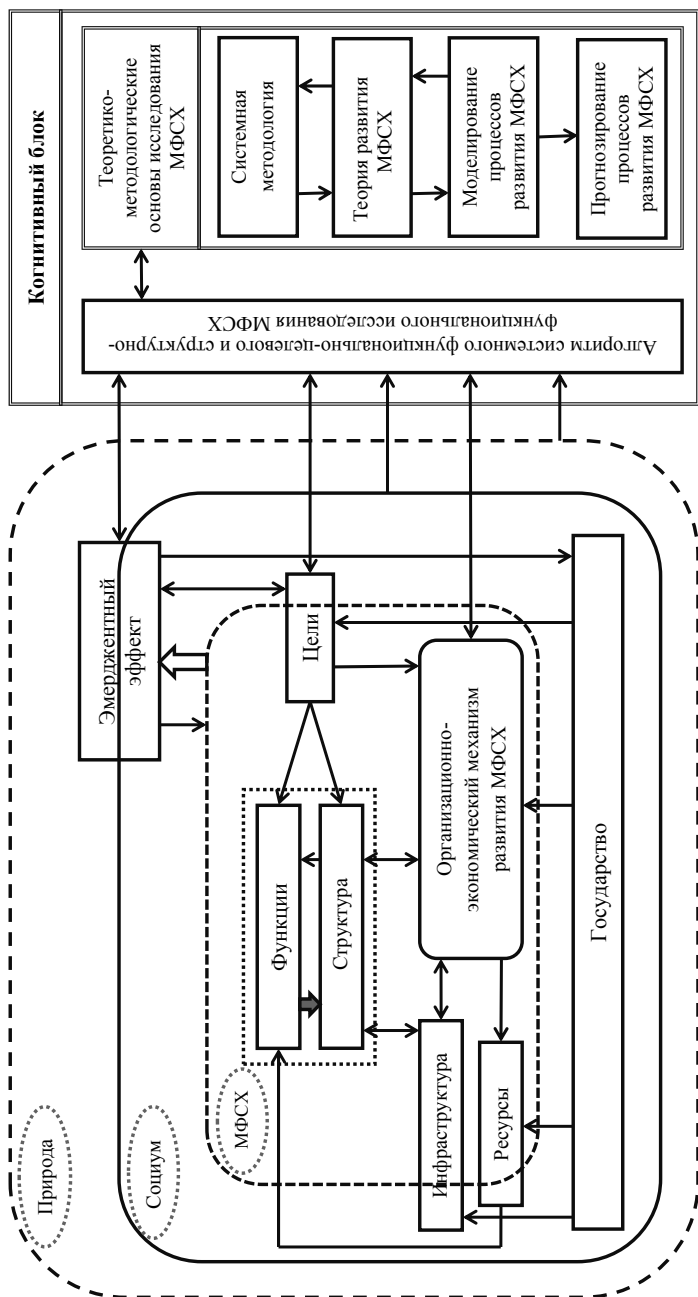 Природа
Социум
МФСХ
Эмерджентный
эффект
Цели
Функции
Структура
Организационно-
экономический механизм
развития МФСХ
Инфраструктура
Ресурсы
Государство
Когнитивный блок
Алгоритм системного функционально-целевого и структурно-
функционального исследования МФСХ
Теоретико-
методологические
основы исследования
МФСХ
Системная
методология
Теория развития
МФСХ
Моделирование
процессов
развития МФСХ
Прогнозирование
процессов
развития МФСХ